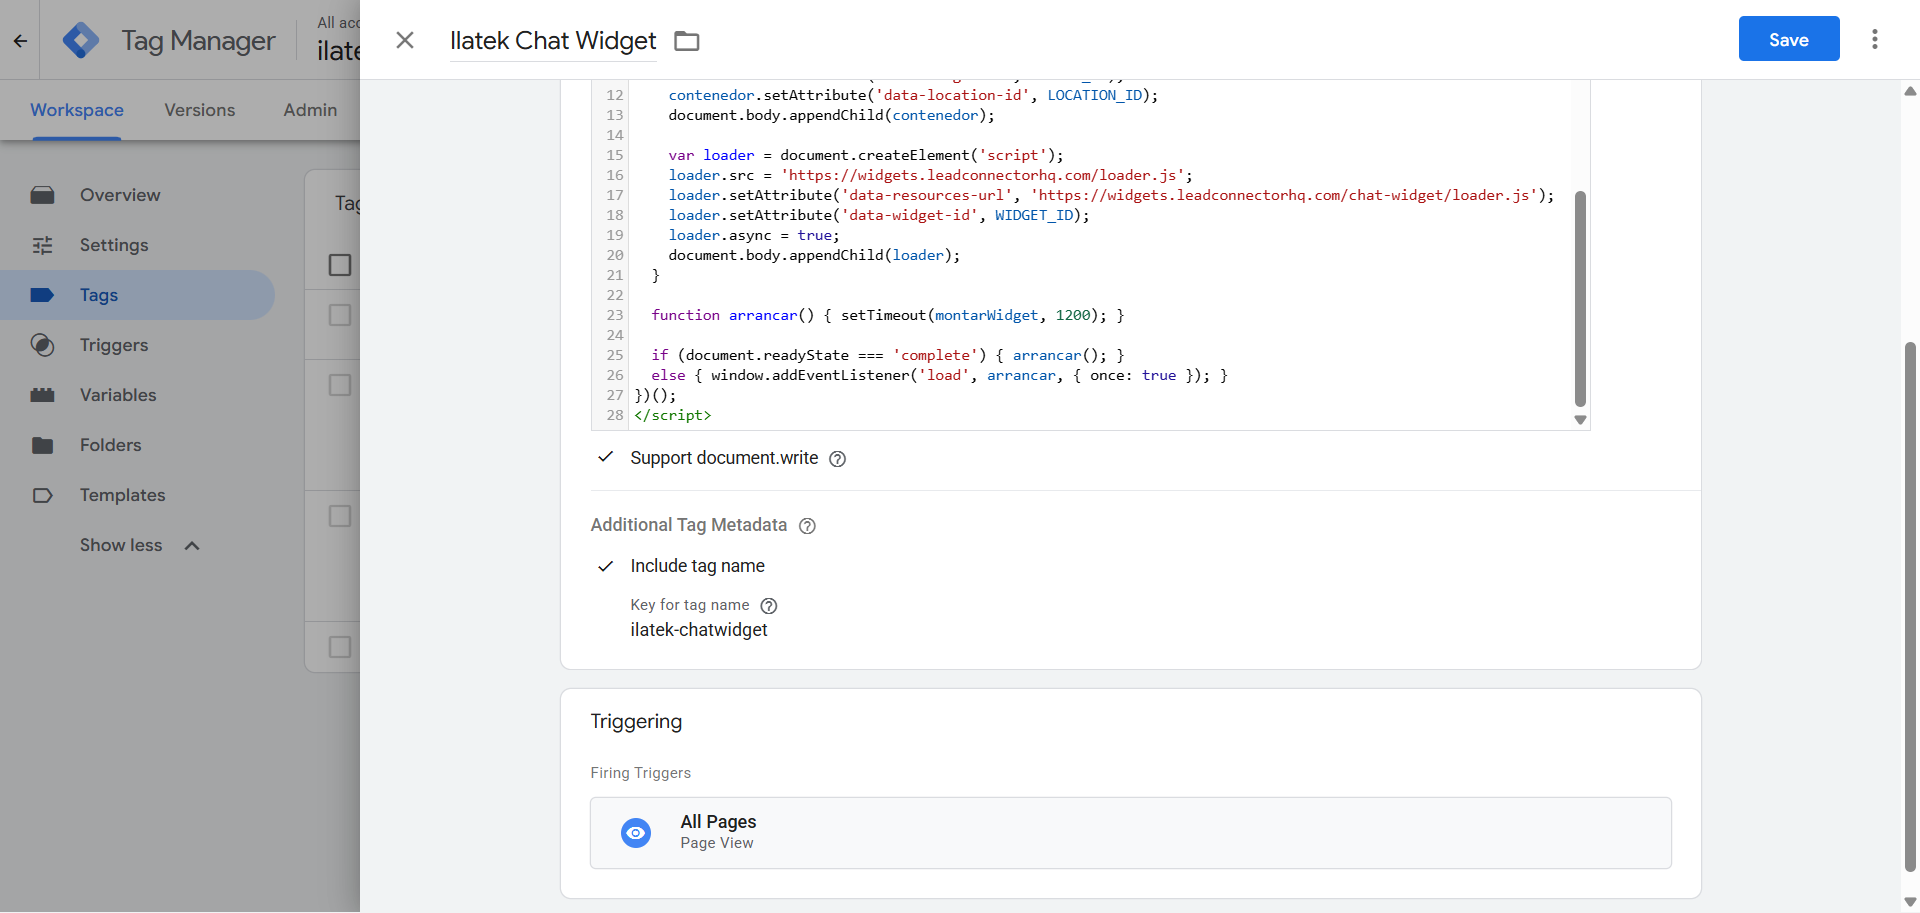 Tag Manager
All acc
ilate
Ilatek Chat Widget
Save
Workspace
Versions
Admin
Overview
Settings
Tags
Triggers
Variables
Folders
Templates
Show less
Tag
12 contenedor.setAttribute('data-location-id', LOCATION_ID);
13 document.body.appendChild(contenedor);
14
15 var loader = document.createElement('script');
16 loader.src = 'https://widgets.leadconnectorhq.com/loader.js';
17 loader.setAttribute('data-resources-url', 'https://widgets.leadconnectorhq.com/chat-widget/loader.js');
18 loader.setAttribute('data-widget-id', WIDGET_ID);
19 loader.async = true;
20 document.body.appendChild(loader);
21 }
22
23 function arrancar() { setTimeout(montarWidget, 1200); }
24
25 if (document.readyState === 'complete') { arrancar(); }
26 else { window.addEventListener('load', arrancar, { once: true }); }
27 })();
28 </script>
Support document.write
Additional Tag Metadata
Include tag name
Key for tag name
ilatek-chatwidget
Triggering
Firing Triggers
All Pages
Page View